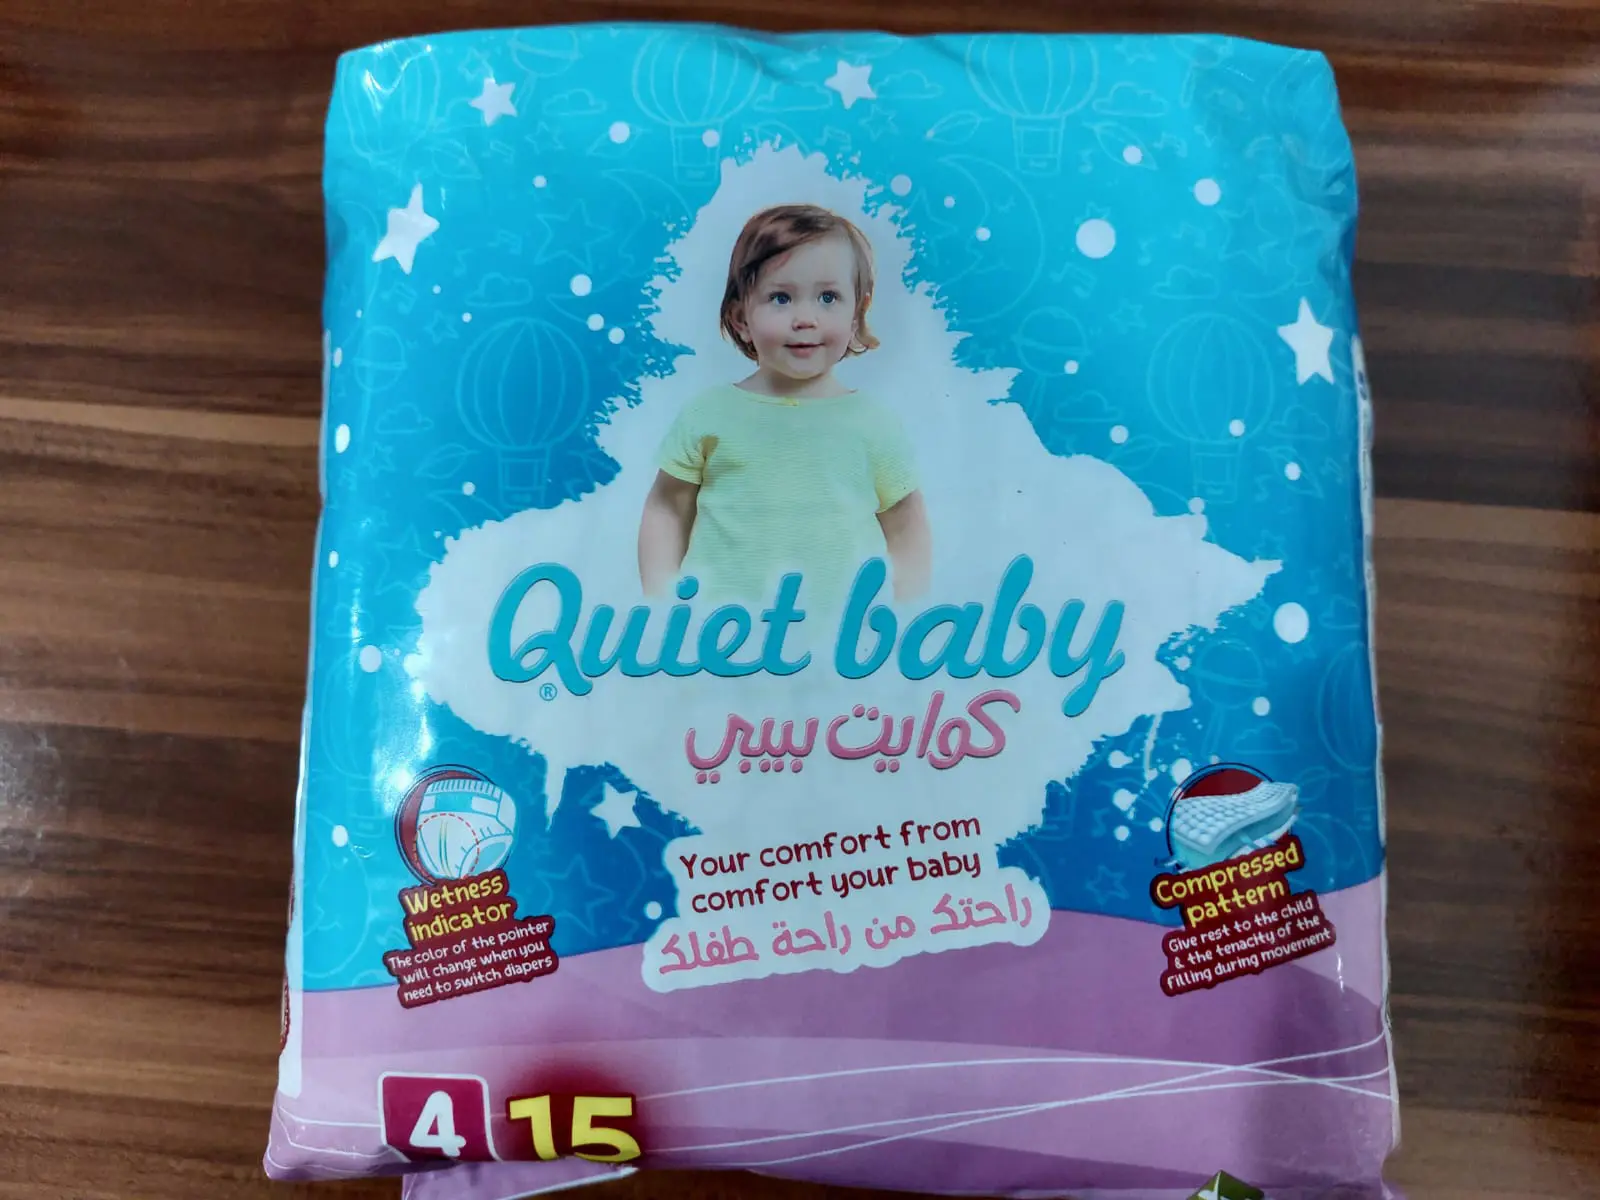 Quiet baby
®
كوايت بيبي
Your comfort from
comfort your baby
راحتك من راحة طفلك
Wetness
indicator
The color of the pointer
will change when you
need to switch diapers
Compressed
pattern
Give rest to the child
& the tenacity of the
filling during movement
4
15